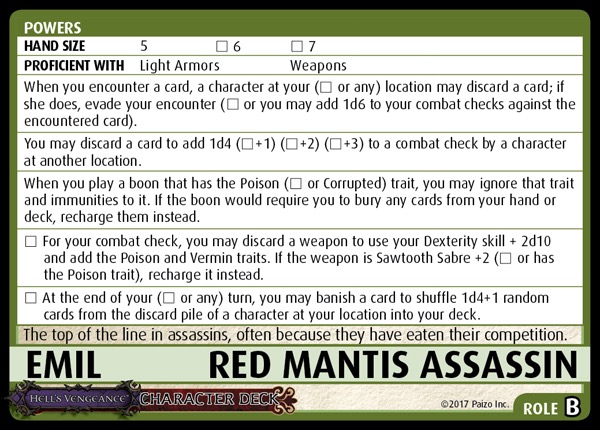 POWERS
HAND SIZE 5 □ 6 □ 7
PROFICIENT WITH Light Armors Weapons
When you encounter a card, a character at your (□ or any) location may discard a card; if
she does, evade your encounter (□ or you may add 1d6 to your combat checks against the
encountered card).
You may discard a card to add 1d4 (□+1) (□+2) (□+3) to a combat check by a character
at another location.
When you play a boon that has the Poison (□ or Corrupted) trait, you may ignore that trait
and immunities to it. If the boon would require you to bury any cards from your hand or
deck, recharge them instead.
□ For your combat check, you may discard a weapon to use your Dexterity skill + 2d10
and add the Poison and Vermin traits. If the weapon is Sawtooth Sabre +2 (□ or has
the Poison trait), recharge it instead.
□ At the end of your (□ or any) turn, you may banish a card to shuffle 1d4+1 random
cards from the discard pile of a character at your location into your deck.
The top of the line in assassins, often because they have eaten their competition.
EMIL RED MANTIS ASSASSIN
HELL'S VENGEANCE CHARACTER DECK ©2017 Paizo Inc. ROLE B